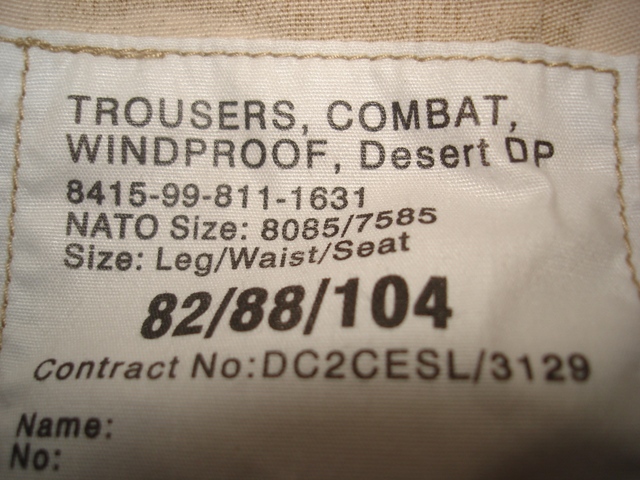 TROUSERS, COMBAT,
WINDPROOF, Desert DP
8415-99-811-1631
NATO Size: 8085/7585
Size: Leg/Waist/Seat
82/88/104
Contract No:DC2CESL/3129
Name:
No: